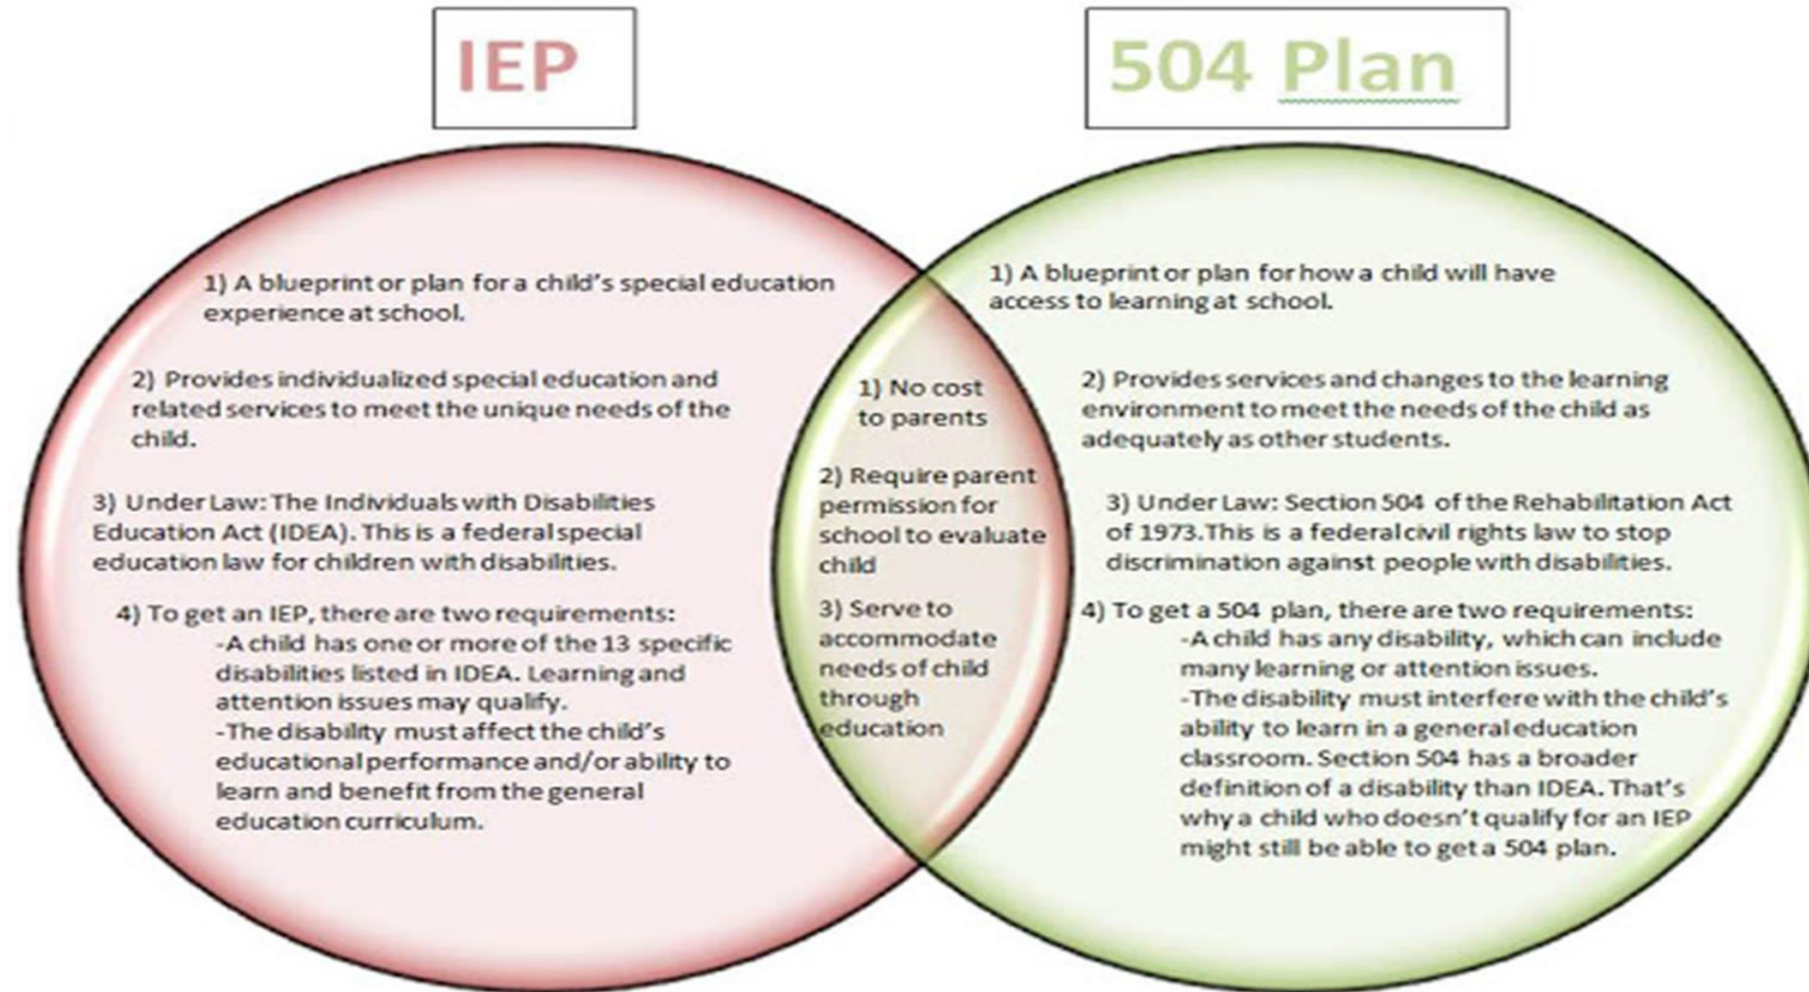 IEP
504 Plan
1) A blueprint or plan for a child's special education
experience at school.
2) Provides individualized special education and
related services to meet the unique needs of the
child.
3) Under Law: The Individuals with Disabilities
Education Act (IDEA). This is a federal special
education law for children with disabilities.
4) To get an IEP, there are two requirements:
-A child has one or more of the 13 specific
disabilities listed in IDEA. Learning and
attention issues may qualify.
-The disability must affect the child's
educational performance and/or ability to
learn and benefit from the general
education curriculum.
1) No cost
to parents
2) Require parent
permission for
school to evaluate
child
3) Serve to
accommodate
needs of child
through
education
1) A blueprint or plan for how a child will have
access to learning at school.
2) Provides services and changes to the learning
environment to meet the needs of the child as
adequately as other students.
3) Under Law: Section 504 of the Rehabilitation Act
of 1973.This is a federal civil rights law to stop
discrimination against people with disabilities.
4) To get a 504 plan, there are two requirements:
-A child has any disability, which can include
many learning or attention issues.
-The disability must interfere with the child's
ability to learn in a general education
classroom. Section 504 has a broader
definition of a disability than IDEA. That's
why a child who doesn't qualify for an IEP
might still be able to get a 504 plan.